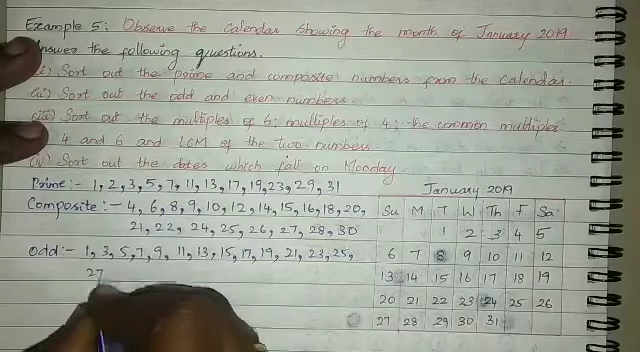 Example 5: Observe the Calendar showing the month of January 2019.
Answer the following questions.
(i) Sort out the prime and composite numbers from the Calendar.
(ii) Sort out the odd and even numbers.
(iii) Sort out the multiples of 6; multiples of 4; the common multiples
4 and 6 and LCM of the two numbers
(iv) Sort out the dates which fall on Monday.
Prime:- 1, 2, 3, 5, 7, 11, 13, 17, 19, 23, 29, 31
Composite:- 4, 6, 8, 9, 10, 12, 14, 15, 16, 18, 20,
21, 22, 24, 25, 26, 27, 28, 30
Odd:- 1, 3, 5, 7, 9, 11, 13, 15, 17, 19, 21, 23, 25,
27
January 2019
Su M T W Th F Sa
1 2 3 4 5
6 7 8 9 10 11 12
13 14 15 16 17 18 19
20 21 22 23 24 25 26
27 28 29 30 31